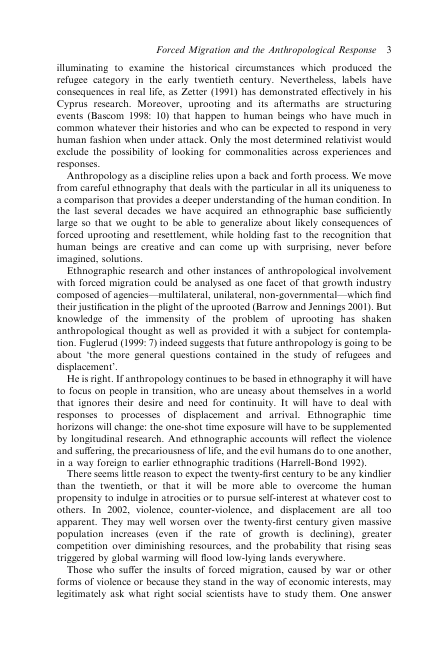 Forced Migration and the Anthropological Response 3
illuminating to examine the historical circumstances which produced the
refugee category in the early twentieth century. Nevertheless, labels have
consequences in real life, as Zetter (1991) has demonstrated effectively in his
Cyprus research. Moreover, uprooting and its aftermaths are structuring
events (Bascom 1998: 10) that happen to human beings who have much in
common whatever their histories and who can be expected to respond in very
human fashion when under attack. Only the most determined relativist would
exclude the possibility of looking for commonalities across experiences and
responses.
Anthropology as a discipline relies upon a back and forth process. We move
from careful ethnography that deals with the particular in all its uniqueness to
a comparison that provides a deeper understanding of the human condition. In
the last several decades we have acquired an ethnographic base sufficiently
large so that we ought to be able to generalize about likely consequences of
forced uprooting and resettlement, while holding fast to the recognition that
human beings are creative and can come up with surprising, never before
imagined, solutions.
Ethnographic research and other instances of anthropological involvement
with forced migration could be analysed as one facet of that growth industry
composed of agencies—multilateral, unilateral, non-governmental—which find
their justification in the plight of the uprooted (Barrow and Jennings 2001). But
knowledge of the immensity of the problem of uprooting has shaken
anthropological thought as well as provided it with a subject for contempla-
tion. Fuglerud (1999: 7) indeed suggests that future anthropology is going to be
about ‘the more general questions contained in the study of refugees and
displacement’.
He is right. If anthropology continues to be based in ethnography it will have
to focus on people in transition, who are uneasy about themselves in a world
that ignores their desire and need for continuity. It will have to deal with
responses to processes of displacement and arrival. Ethnographic time
horizons will change: the one-shot time exposure will have to be supplemented
by longitudinal research. And ethnographic accounts will reflect the violence
and suffering, the precariousness of life, and the evil humans do to one another,
in a way foreign to earlier ethnographic traditions (Harrell-Bond 1992).
There seems little reason to expect the twenty-first century to be any kindlier
than the twentieth, or that it will be more able to overcome the human
propensity to indulge in atrocities or to pursue self-interest at whatever cost to
others. In 2002, violence, counter-violence, and displacement are all too
apparent. They may well worsen over the twenty-first century given massive
population increases (even if the rate of growth is declining), greater
competition over diminishing resources, and the probability that rising seas
triggered by global warming will flood low-lying lands everywhere.
Those who suffer the insults of forced migration, caused by war or other
forms of violence or because they stand in the way of economic interests, may
legitimately ask what right social scientists have to study them. One answer